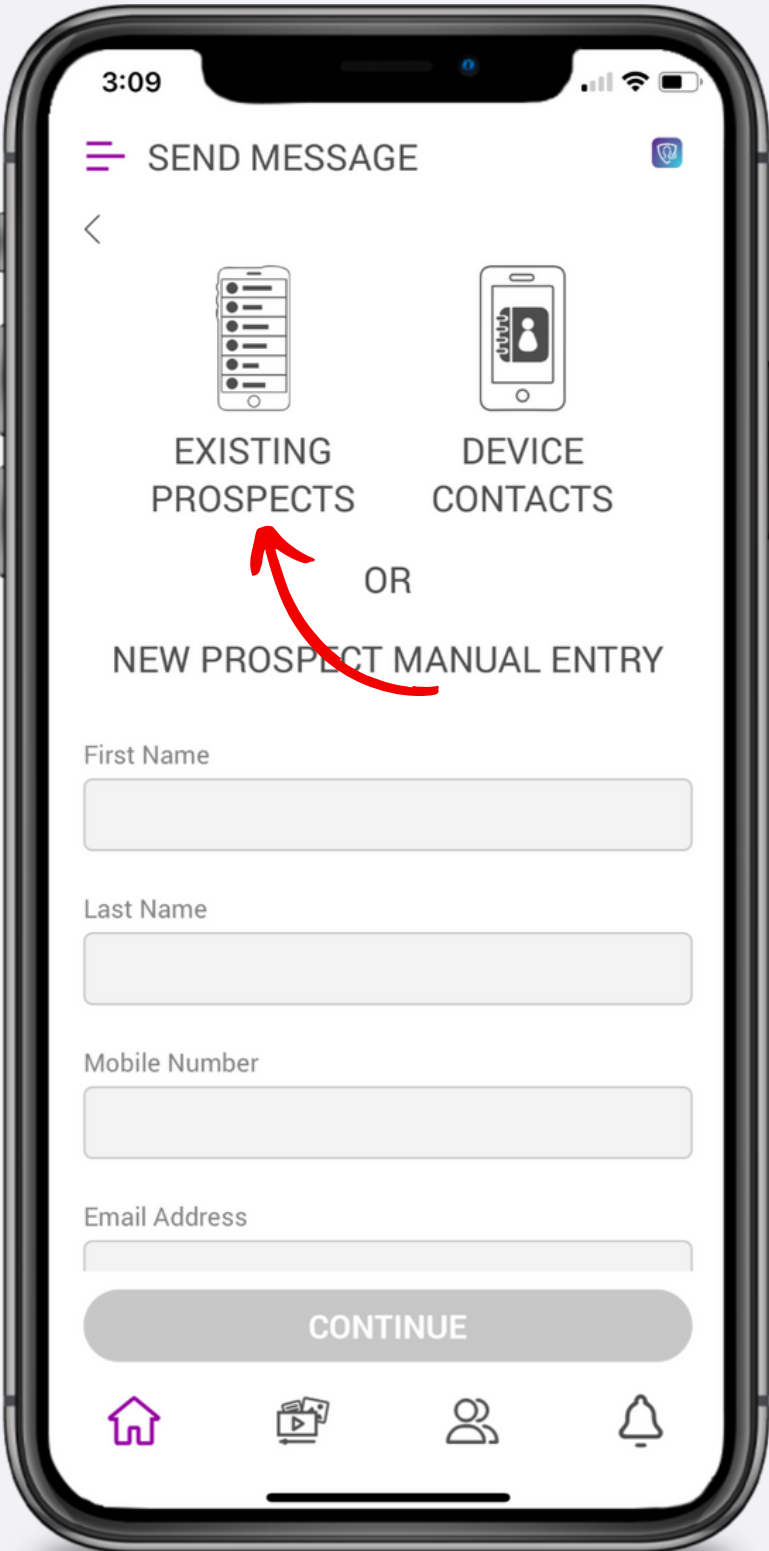 3:09
SEND MESSAGE
EXISTING
PROSPECTS
DEVICE
CONTACTS
OR
NEW PROSPECT MANUAL ENTRY
First Name
Last Name
Mobile Number
Email Address
CONTINUE